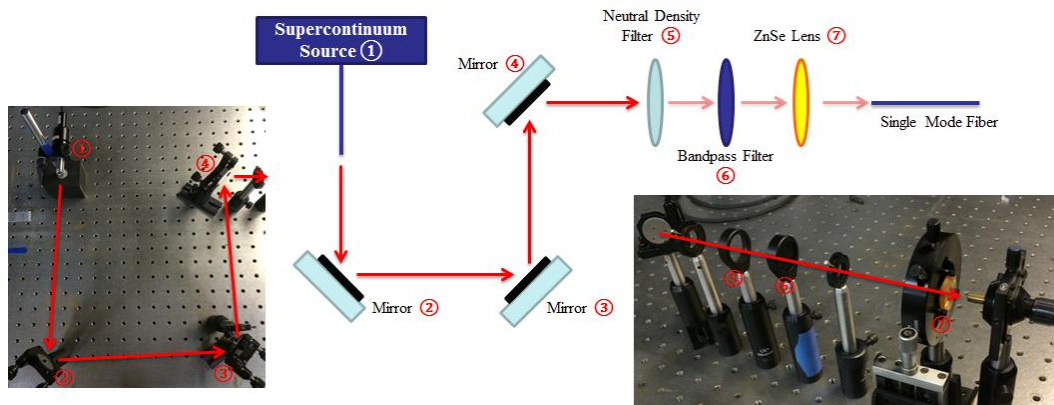 Supercontinuum
Source ①
Mirror ④
Neutral Density
Filter ⑤
ZnSe Lens ⑦
Single Mode Fiber
Bandpass Filter
⑥
Mirror ②
Mirror ③
①
④
②
③
⑤
⑥
⑦